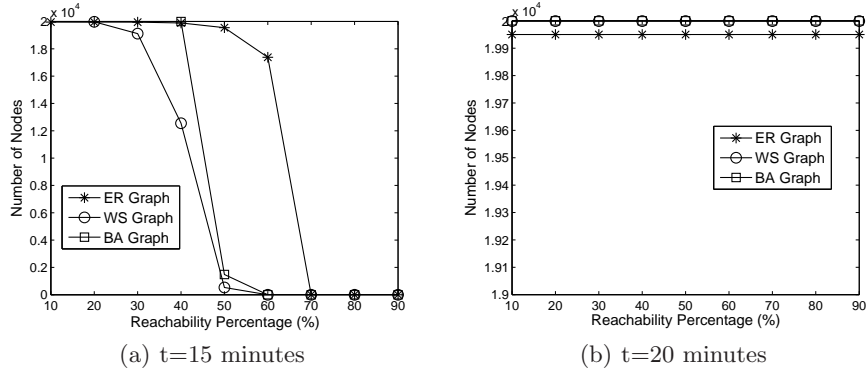 x 10^4
2
1.8
1.6
1.4
1.2
1
0.8
0.6
0.4
0.2
0
Number of Nodes
ER Graph
WS Graph
BA Graph
10 20 30 40 50 60 70 80 90
Reachability Percentage (%)
(a) t=15 minutes
x 10^4
2
1.99
1.98
1.97
1.96
1.95
1.94
1.93
1.92
1.91
1.9
Number of Nodes
ER Graph
WS Graph
BA Graph
10 20 30 40 50 60 70 80 90
Reachability Percentage (%)
(b) t=20 minutes